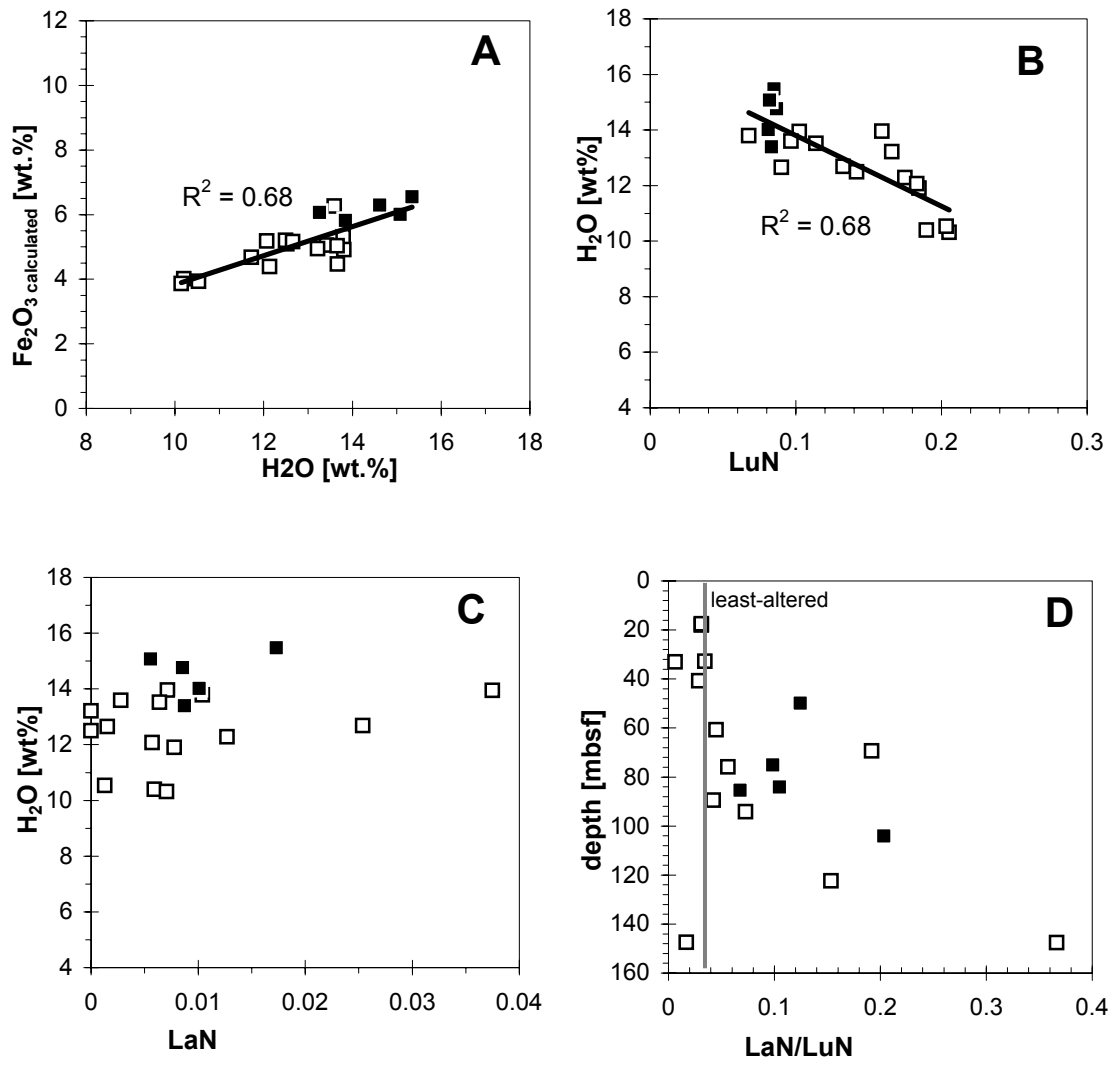 A
Fe2O3 calculated [wt.%]
12
10
8
6
4
2
0
R2 = 0.68
8 10 12 14 16 18
H2O [wt.%]
B
H2O [wt%]
18
16
14
12
10
8
6
4
R2 = 0.68
0 0.1 0.2 0.3
LuN
C
H2O [wt%]
18
16
14
12
10
8
6
4
0 0.01 0.02 0.03 0.04
LaN
D
depth [mbsf]
0
20
40
60
80
100
120
140
160
least-altered
0 0.1 0.2 0.3 0.4
LaN/LuN